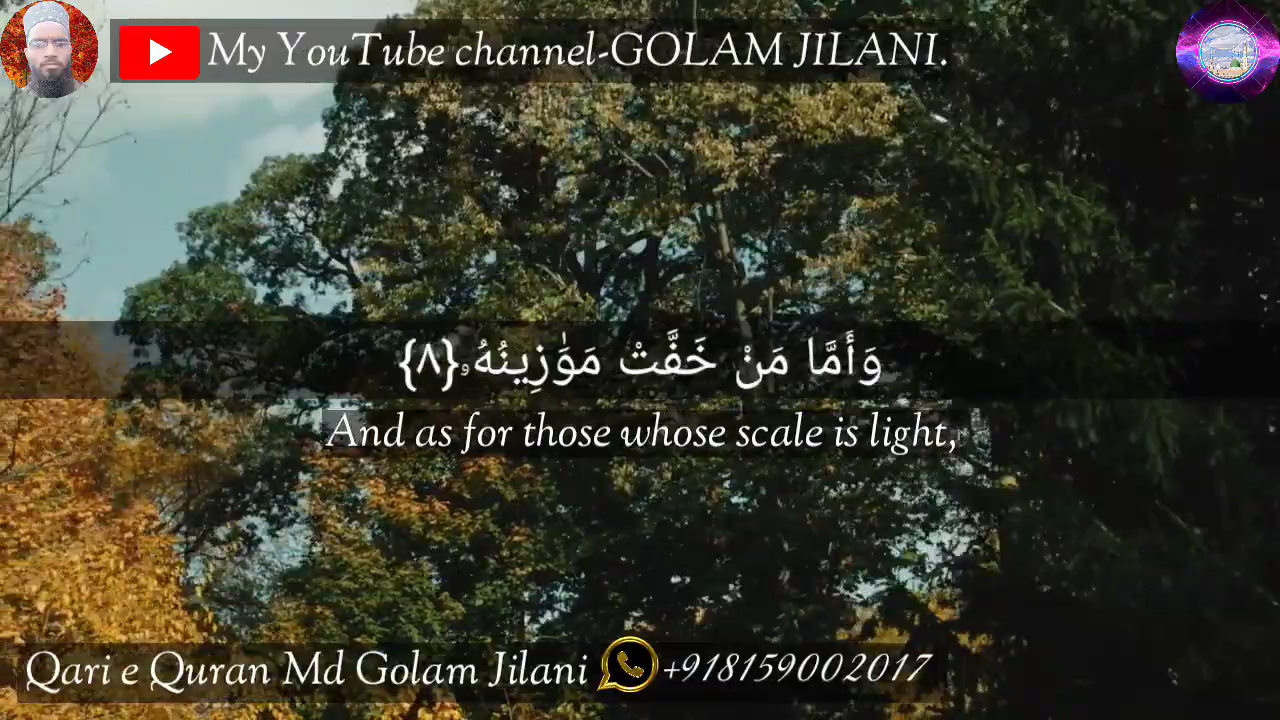 My YouTube channel-GOLAM JILANI.
وَأَمَّا مَنْ خَفَّتْ مَوَٰزِينُهُۥ {٨}
And as for those whose scale is light,
Qari e Quran Md Golam Jilani +918159002017